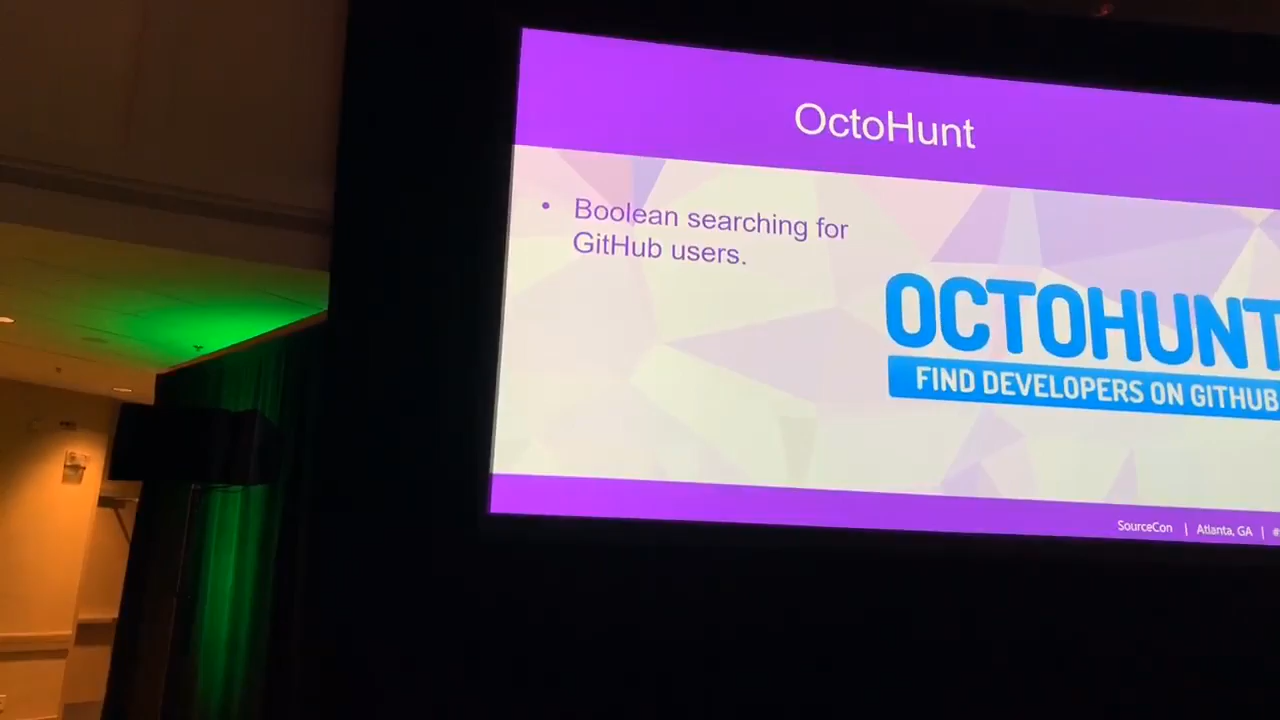 OctoHunt
• Boolean searching for
GitHub users.
OCTOHUNT
FIND DEVELOPERS ON GITHUB
SourceCon | Atlanta, GA | #